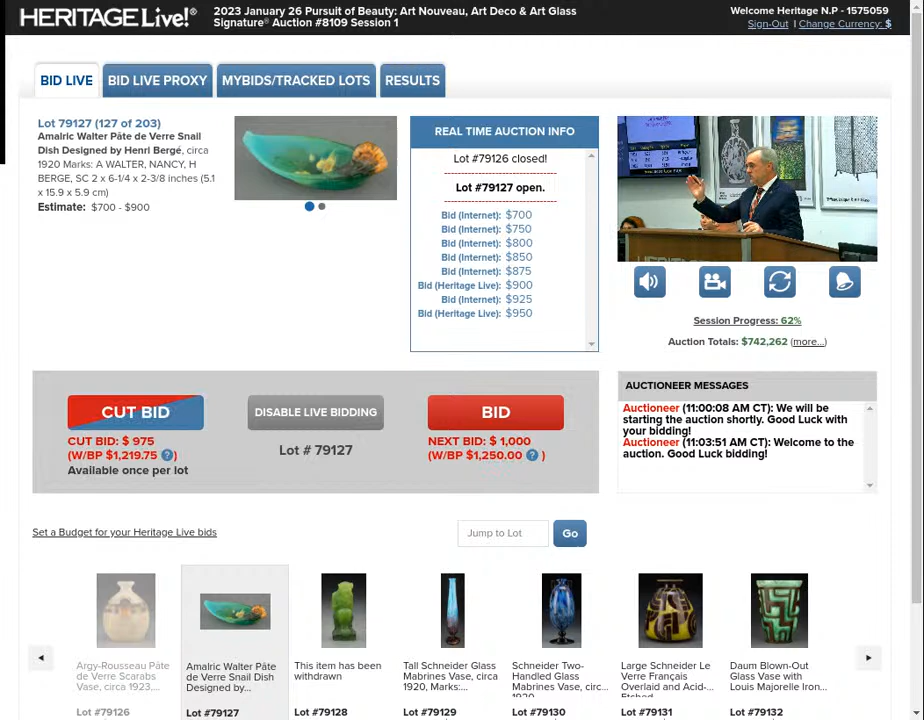 HERITAGE Live!®
2023 January 26 Pursuit of Beauty: Art Nouveau, Art Deco & Art Glass
Signature® Auction #8109 Session 1
Welcome Heritage N.P - 1575059
Sign-Out | Change Currency: $
BID LIVE
BID LIVE PROXY
MYBIDS/TRACKED LOTS
RESULTS
Lot 79127 (127 of 203)
Amalric Walter Pâte de Verre Snail
Dish Designed by Henri Bergé, circa
1920 Marks: A WALTER, NANCY, H
BERGE, SC 2 x 6-1/4 x 2-3/8 inches (5.1
x 15.9 x 5.9 cm)
Estimate: $700 - $900
REAL TIME AUCTION INFO
Lot #79126 closed!
Lot #79127 open.
Bid (Internet): $700
Bid (Internet): $750
Bid (Internet): $800
Bid (Internet): $850
Bid (Internet): $875
Bid (Heritage Live): $900
Bid (Internet): $925
Bid (Heritage Live): $950
Session Progress: 62%
Auction Totals: $742,262 (more...)
CUT BID
CUT BID: $ 975
(W/BP $1,219.75 ? )
Available once per lot
DISABLE LIVE BIDDING
Lot # 79127
BID
NEXT BID: $ 1,000
(W/BP $1,250.00 ? )
AUCTIONEER MESSAGES
Auctioneer (11:00:08 AM CT): We will be
starting the auction shortly. Good Luck with
your bidding!
Auctioneer (11:03:51 AM CT): Welcome to the
auction. Good Luck bidding!
Set a Budget for your Heritage Live bids
Jump to Lot
Go
Argy-Rousseau Pâte
de Verre Scarabs
Vase, circa 1923,...
Lot #79126
Amalric Walter Pâte
de Verre Snail Dish
Designed by...
Lot #79127
This item has been
withdrawn
Lot #79128
Tall Schneider Glass
Mabrines Vase, circa
1920, Marks:...
Lot #79129
Schneider Two-
Handled Glass
Mabrines Vase, circ...
1920
Lot #79130
Large Schneider Le
Verre Français
Overlaid and Acid-
Etched
Lot #79131
Daum Blown-Out
Glass Vase with
Louis Majorelle Iron...
Lot #79132